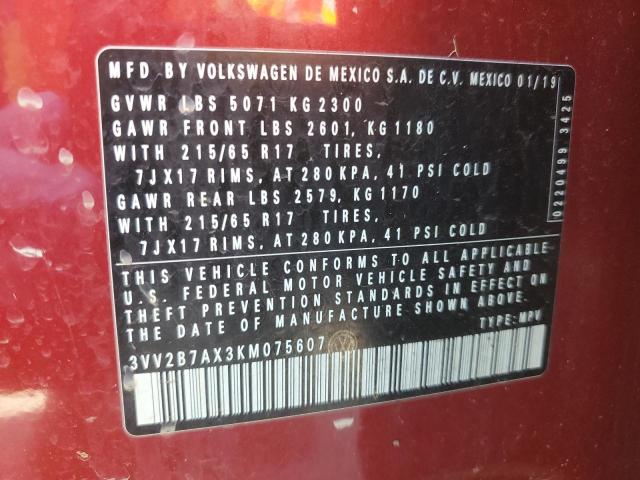 MFD BY VOLKSWAGEN DE MEXICO S.A. DE C.V. MEXICO 01/19
GVWR LBS 5071 KG 2300
GAWR FRONT LBS 2601, KG 1180
WITH 215/65 R17 TIRES,
7JX17 RIMS, AT 280 KPA, 41 PSI COLD
GAWR REAR LBS 2579, KG 1170
WITH 215/65 R17 TIRES,
7JX17 RIMS, AT 280 KPA, 41 PSI COLD
THIS VEHICLE CONFORMS TO ALL APPLICABLE
U.S. FEDERAL MOTOR VEHICLE SAFETY AND
THEFT PREVENTION STANDARDS IN EFFECT ON
THE DATE OF MANUFACTURE SHOWN ABOVE.
3VV2B7AX3KM075607 TYPE: MPV
0220499 3425